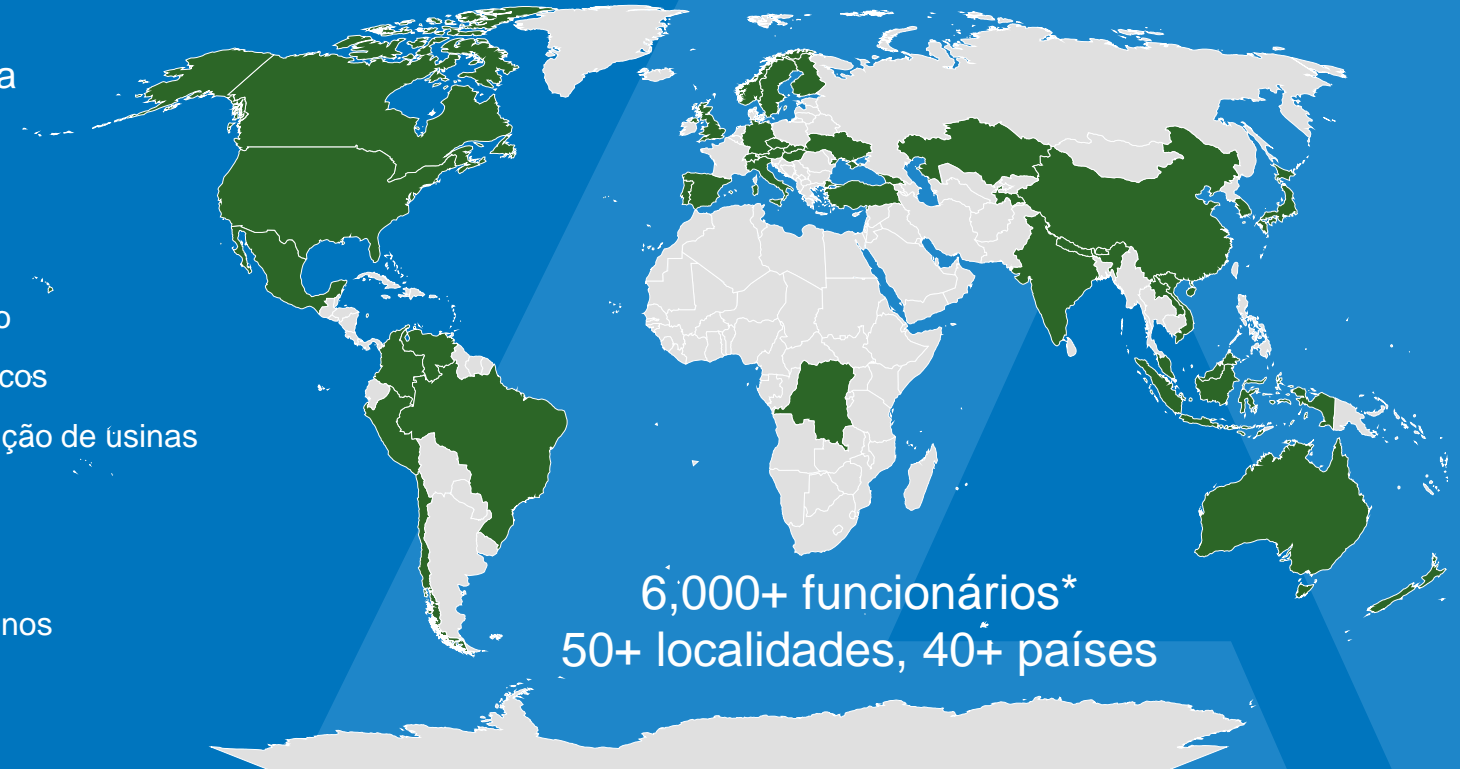 a
o
cos
ção de usinas
nos
6,000+ funcionários*
50+ localidades, 40+ países